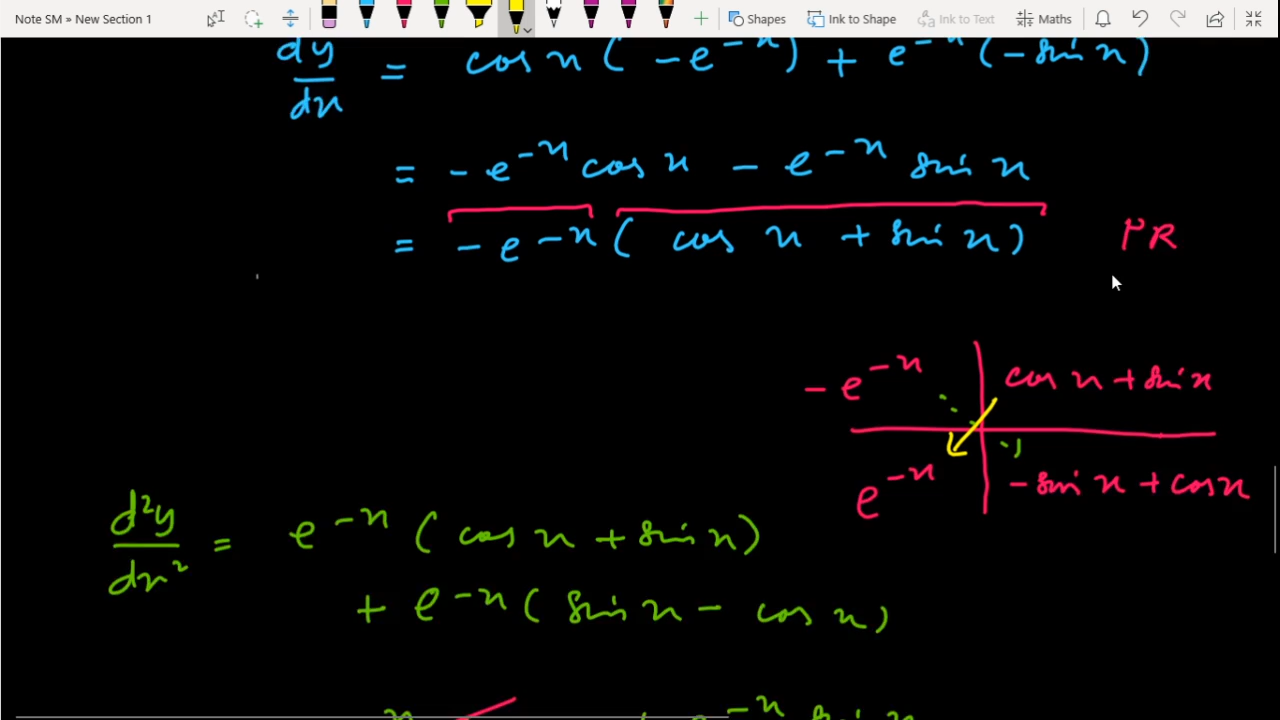 Note SM » New Section 1
Shapes Ink to Shape Ink to Text Maths
dy/dx = cos x ( -e^-x) + e^-x (-sin x)
= -e^-x cos x - e^-x sin x
= -e^-x ( cos x + sin x) PR
-e^-x cos x + sin x
e^-x -sin x + cos x
d²y/dx² = e^-x ( cos x + sin x)
+ e^-x ( sin x - cos x)
e^-x sin x